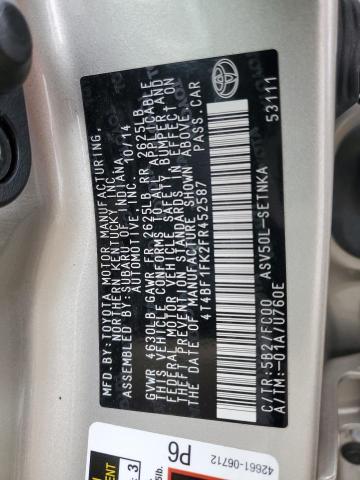 MFD.BY:TOYOTA MOTOR MANUFACTURING,
NORTHERN KENTUCKY, INC.
ASSEMBLED BY:SUBARU OF INDIANA
AUTOMOTIVE, INC. 10/14
GVWR 4630LB GAWR FR 2625LB RR 2625LB
THIS VEHICLE CONFORMS TO ALL APPLICABLE
FEDERAL MOTOR VEHICLE SAFETY, BUMPER, AND
THEFT PREVENTION STANDARDS IN EFFECT ON
THE DATE OF MANUFACTURE SHOWN ABOVE.
4T4BF1FK2FR452587 PASS.CAR
C/TR:5B2/FC00 ASV50L-SETNKA
A/TM:-01A/U760E 53111
TOYOTA
42661-06712
P6
3